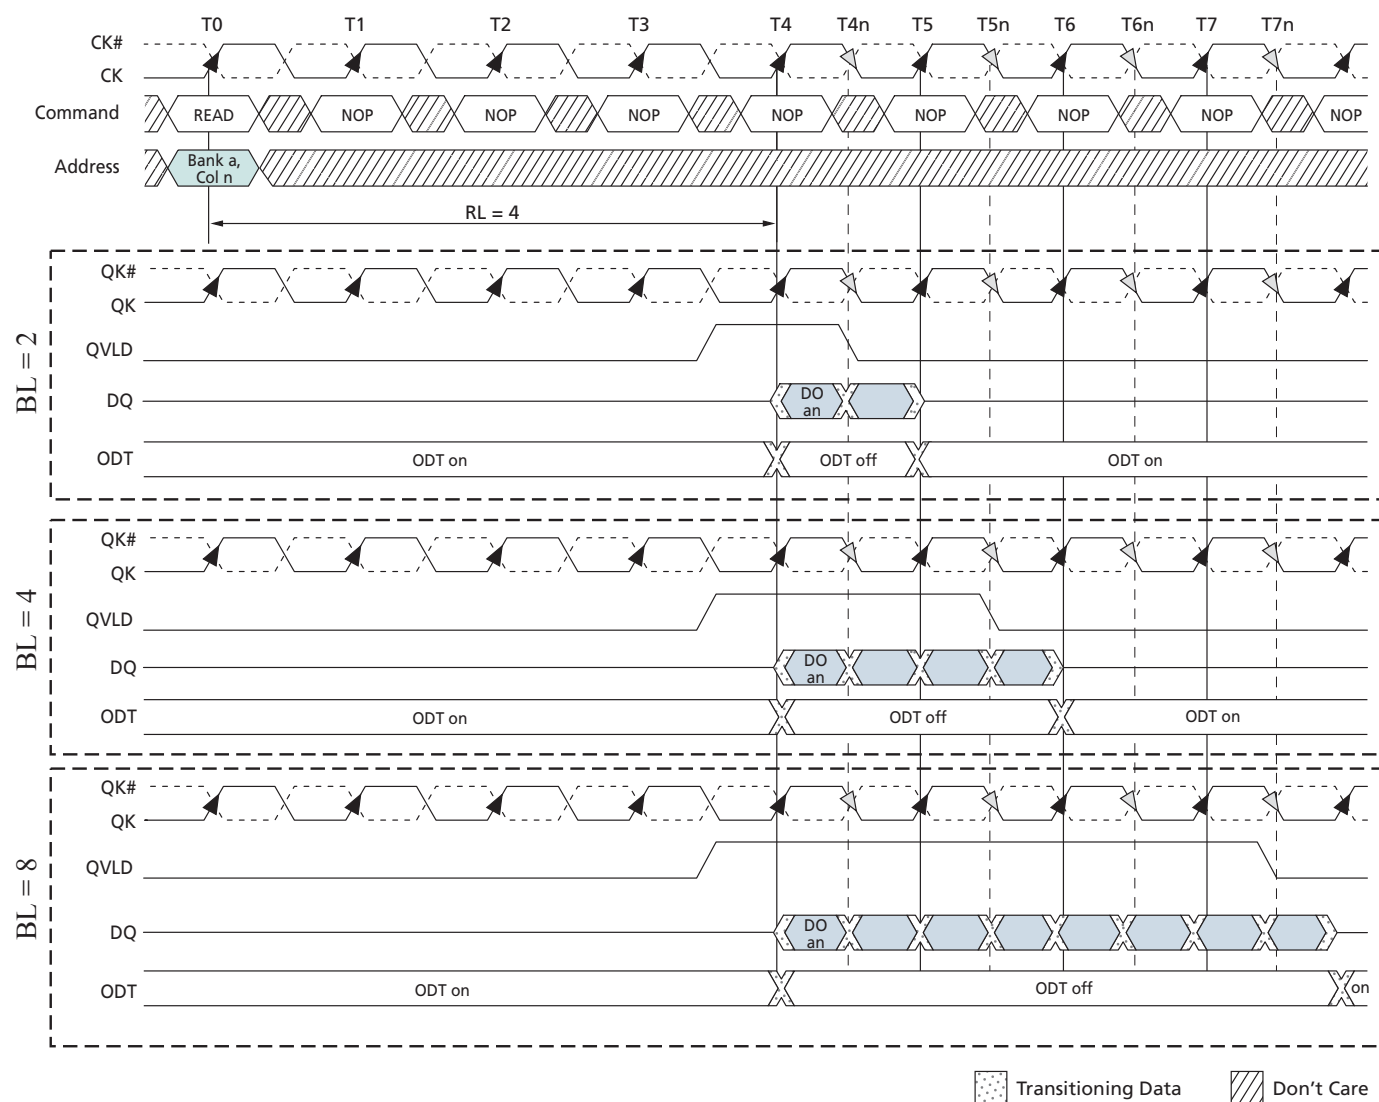 T0 T1 T2 T3 T4 T4n T5 T5n T6 T6n T7 T7n
CK#
CK
Command READ NOP NOP NOP NOP NOP NOP NOP NOP
Address Bank a,
Col n
RL = 4
BL = 2
QK#
QK
QVLD
DQ DO
an
ODT ODT on ODT off ODT on
BL = 4
QK#
QK
QVLD
DQ DO
an
ODT ODT on ODT off ODT on
BL = 8
QK#
QK
QVLD
DQ DO
an
ODT ODT on ODT off on
Transitioning Data Don't Care